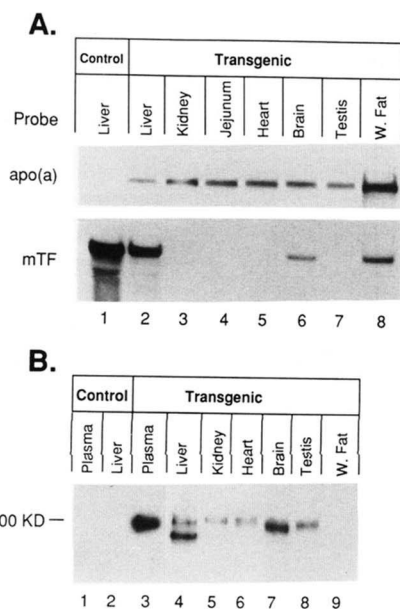 A.
Control Transgenic
Probe Liver Liver Kidney Jejunum Heart Brain Testis W. Fat
apo(a)
mTF
1 2 3 4 5 6 7 8
B.
Control Transgenic
Plasma Liver Plasma Liver Kidney Heart Brain Testis W. Fat
00 KD
1 2 3 4 5 6 7 8 9